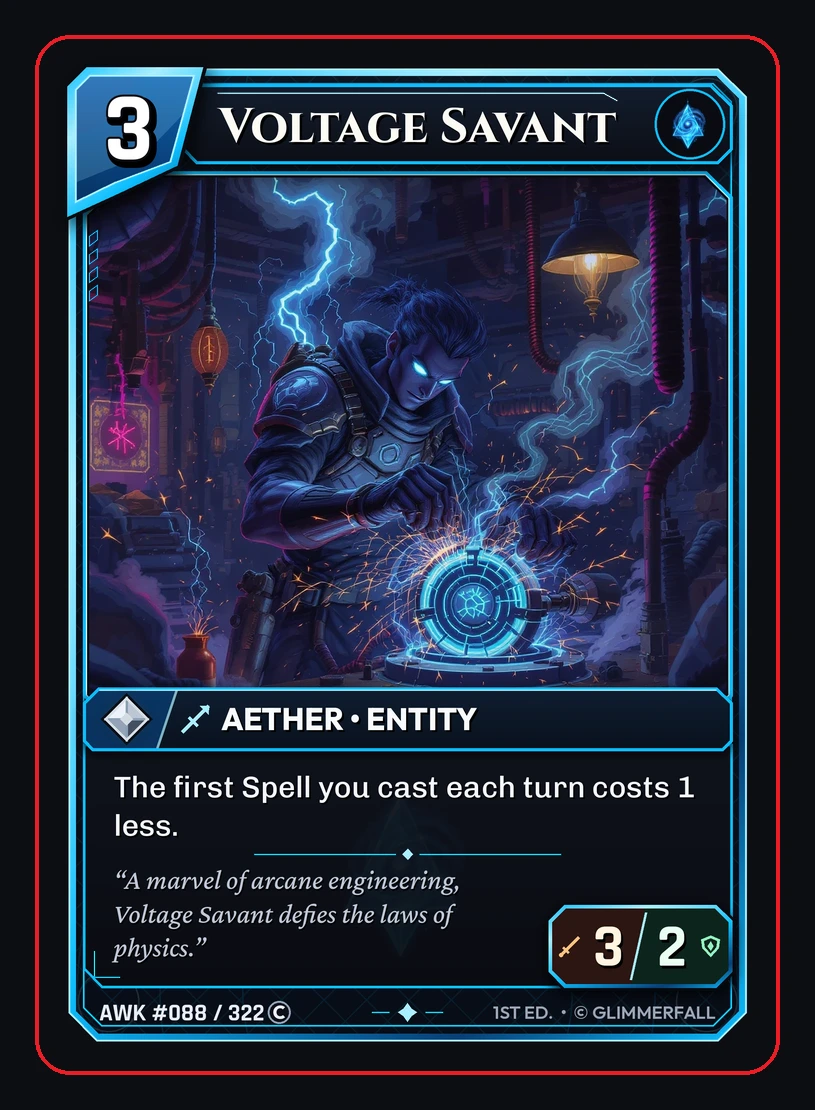 3
VOLTAGE SAVANT
AETHER • ENTITY
The first Spell you cast each turn costs 1
less.
“A marvel of arcane engineering,
Voltage Savant defies the laws of
physics.”
3 / 2
AWK #088 / 322 Ⓒ
1ST ED. • © GLIMMERFALL